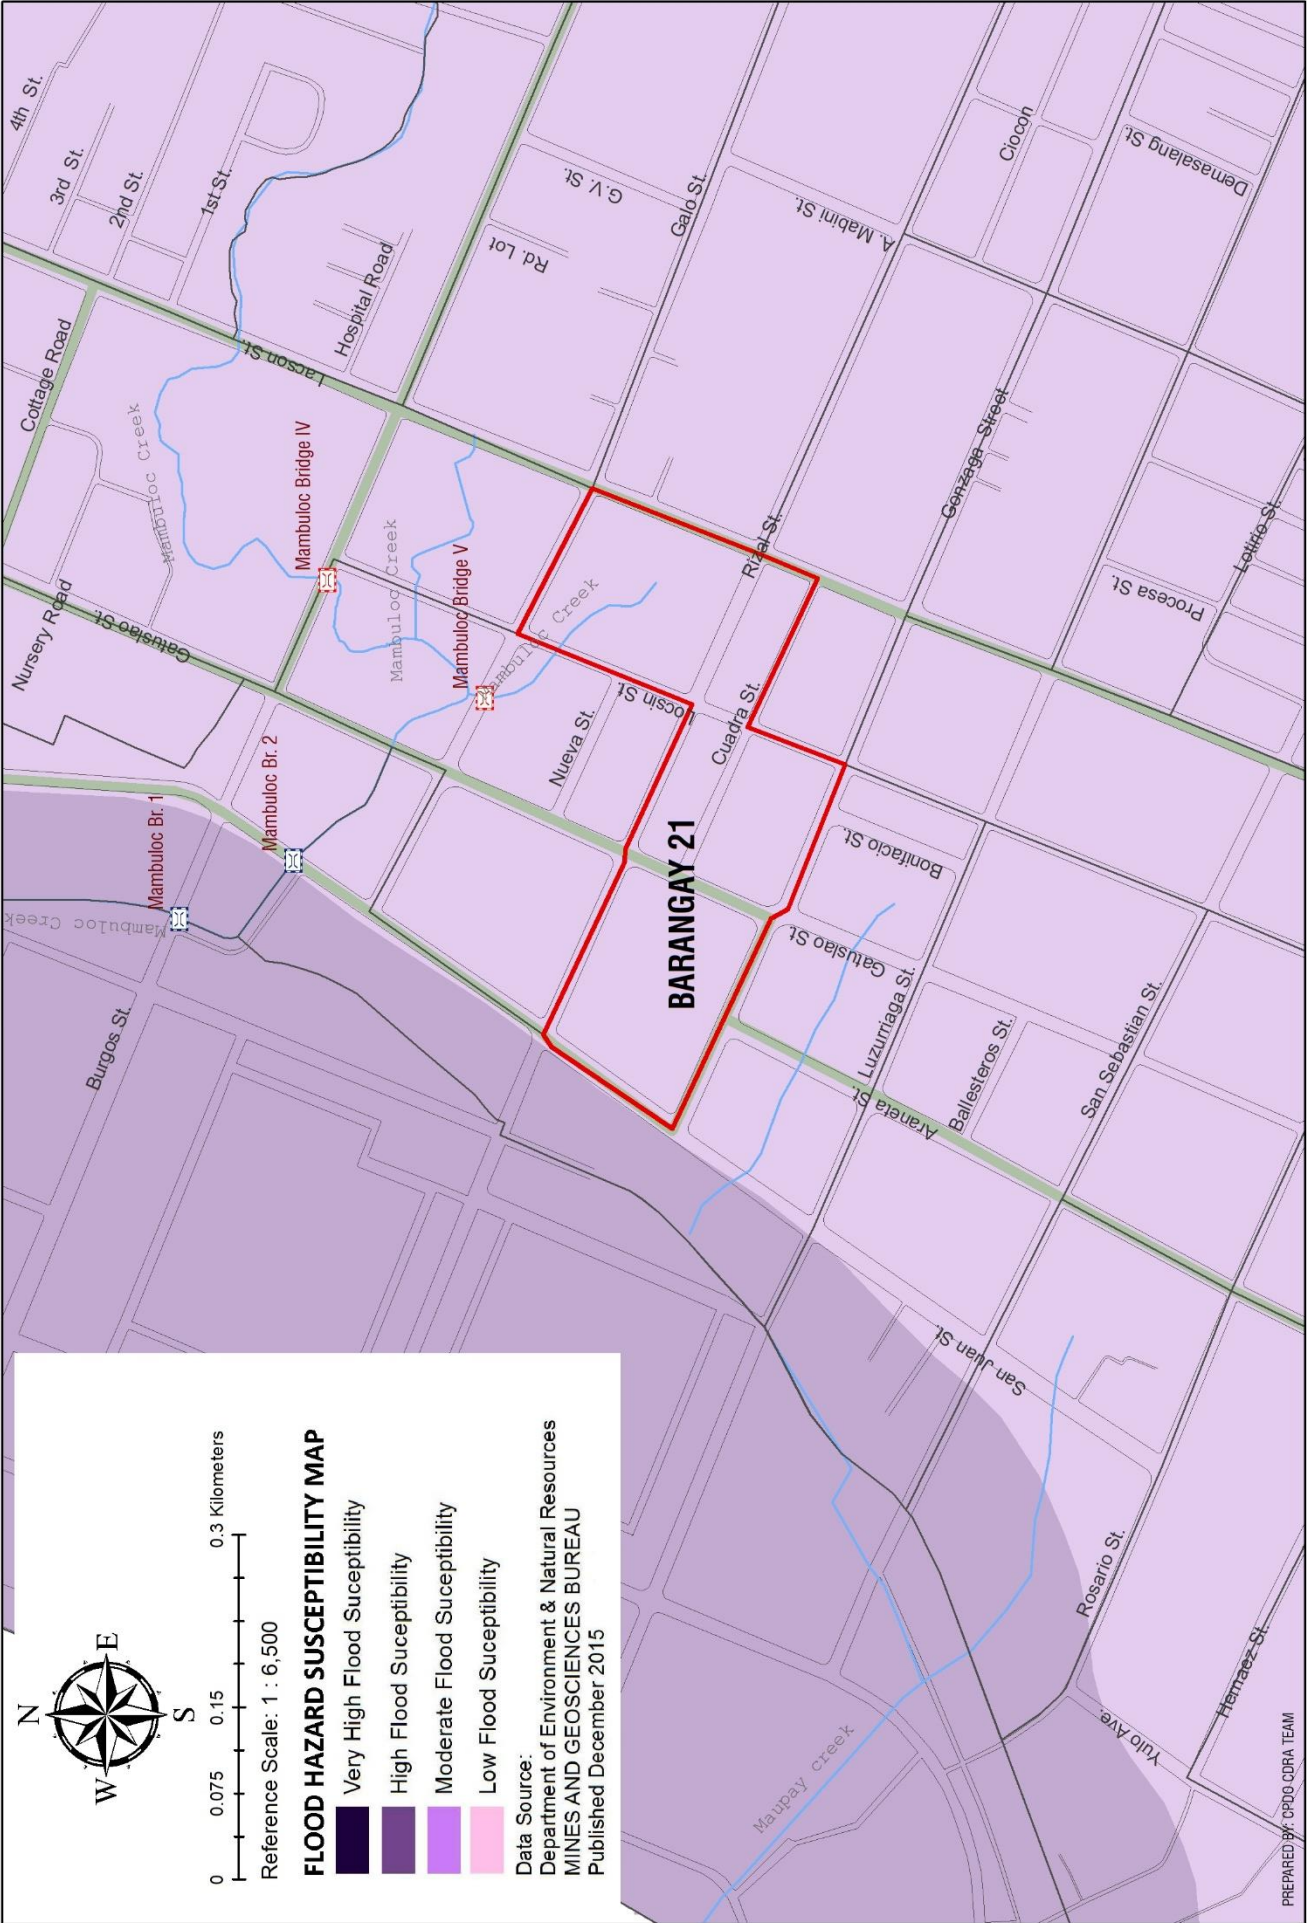 N
W
E
S
0
0.075
0.15
0.3 Kilometers
Reference Scale: 1 : 6,500
FLOOD HAZARD SUSCEPTIBILITY MAP
Very High Flood Suceptibility
High Flood Suceptibility
Moderate Flood Suceptibility
Low Flood Suceptibility
Data Source:
Department of Environment & Natural Resources
MINES AND GEOSCIENCES BUREAU
Published December 2015
Burgos St.
Mambuloc Creek
Mambuloc Br. 1
Mambuloc Br. 2
Nursery Road
Gatuslao St.
Cottage Road
Mambuloc Creek
Mambuloc Bridge IV
Lacson St.
Hospital Road
1st St.
2nd St.
3rd St.
4th St.
Mambuloc Creek
Mambuloc Bridge V
Mambuloc Creek
Rd. Lot
G.V. St.
Galo St.
A. Mabini St.
Ciocon
Demasalang St.
Nueva St.
Locsin St.
Cuadra St.
Rizal St.
Gonzaga Street
BARANGAY 21
Bonifacio St.
Gatuslao St.
Luzurriaga St.
Araneta St.
Ballesteros St.
San Sebastian St.
Procesa St.
Lotirio St.
San Juan St.
Rosario St.
Yulo Ave.
Hernaez St.
Maupay creek
PREPARED BY: CPDO CDRA TEAM